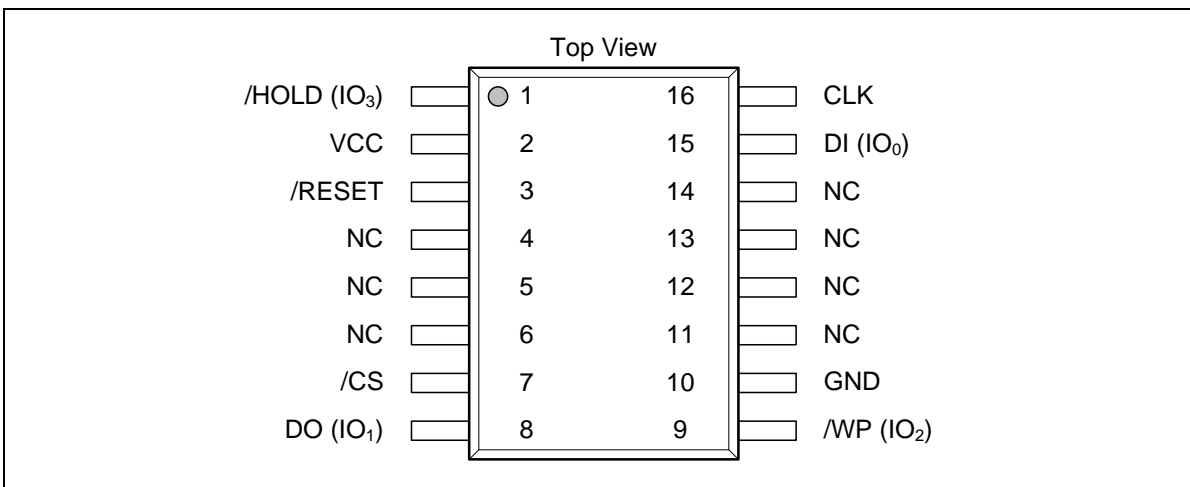 Top View
/HOLD (IO₃) 1 16 CLK
VCC 2 15 DI (IO₀)
/RESET 3 14 NC
NC 4 13 NC
NC 5 12 NC
NC 6 11 NC
/CS 7 10 GND
DO (IO₁) 8 9 /WP (IO₂)